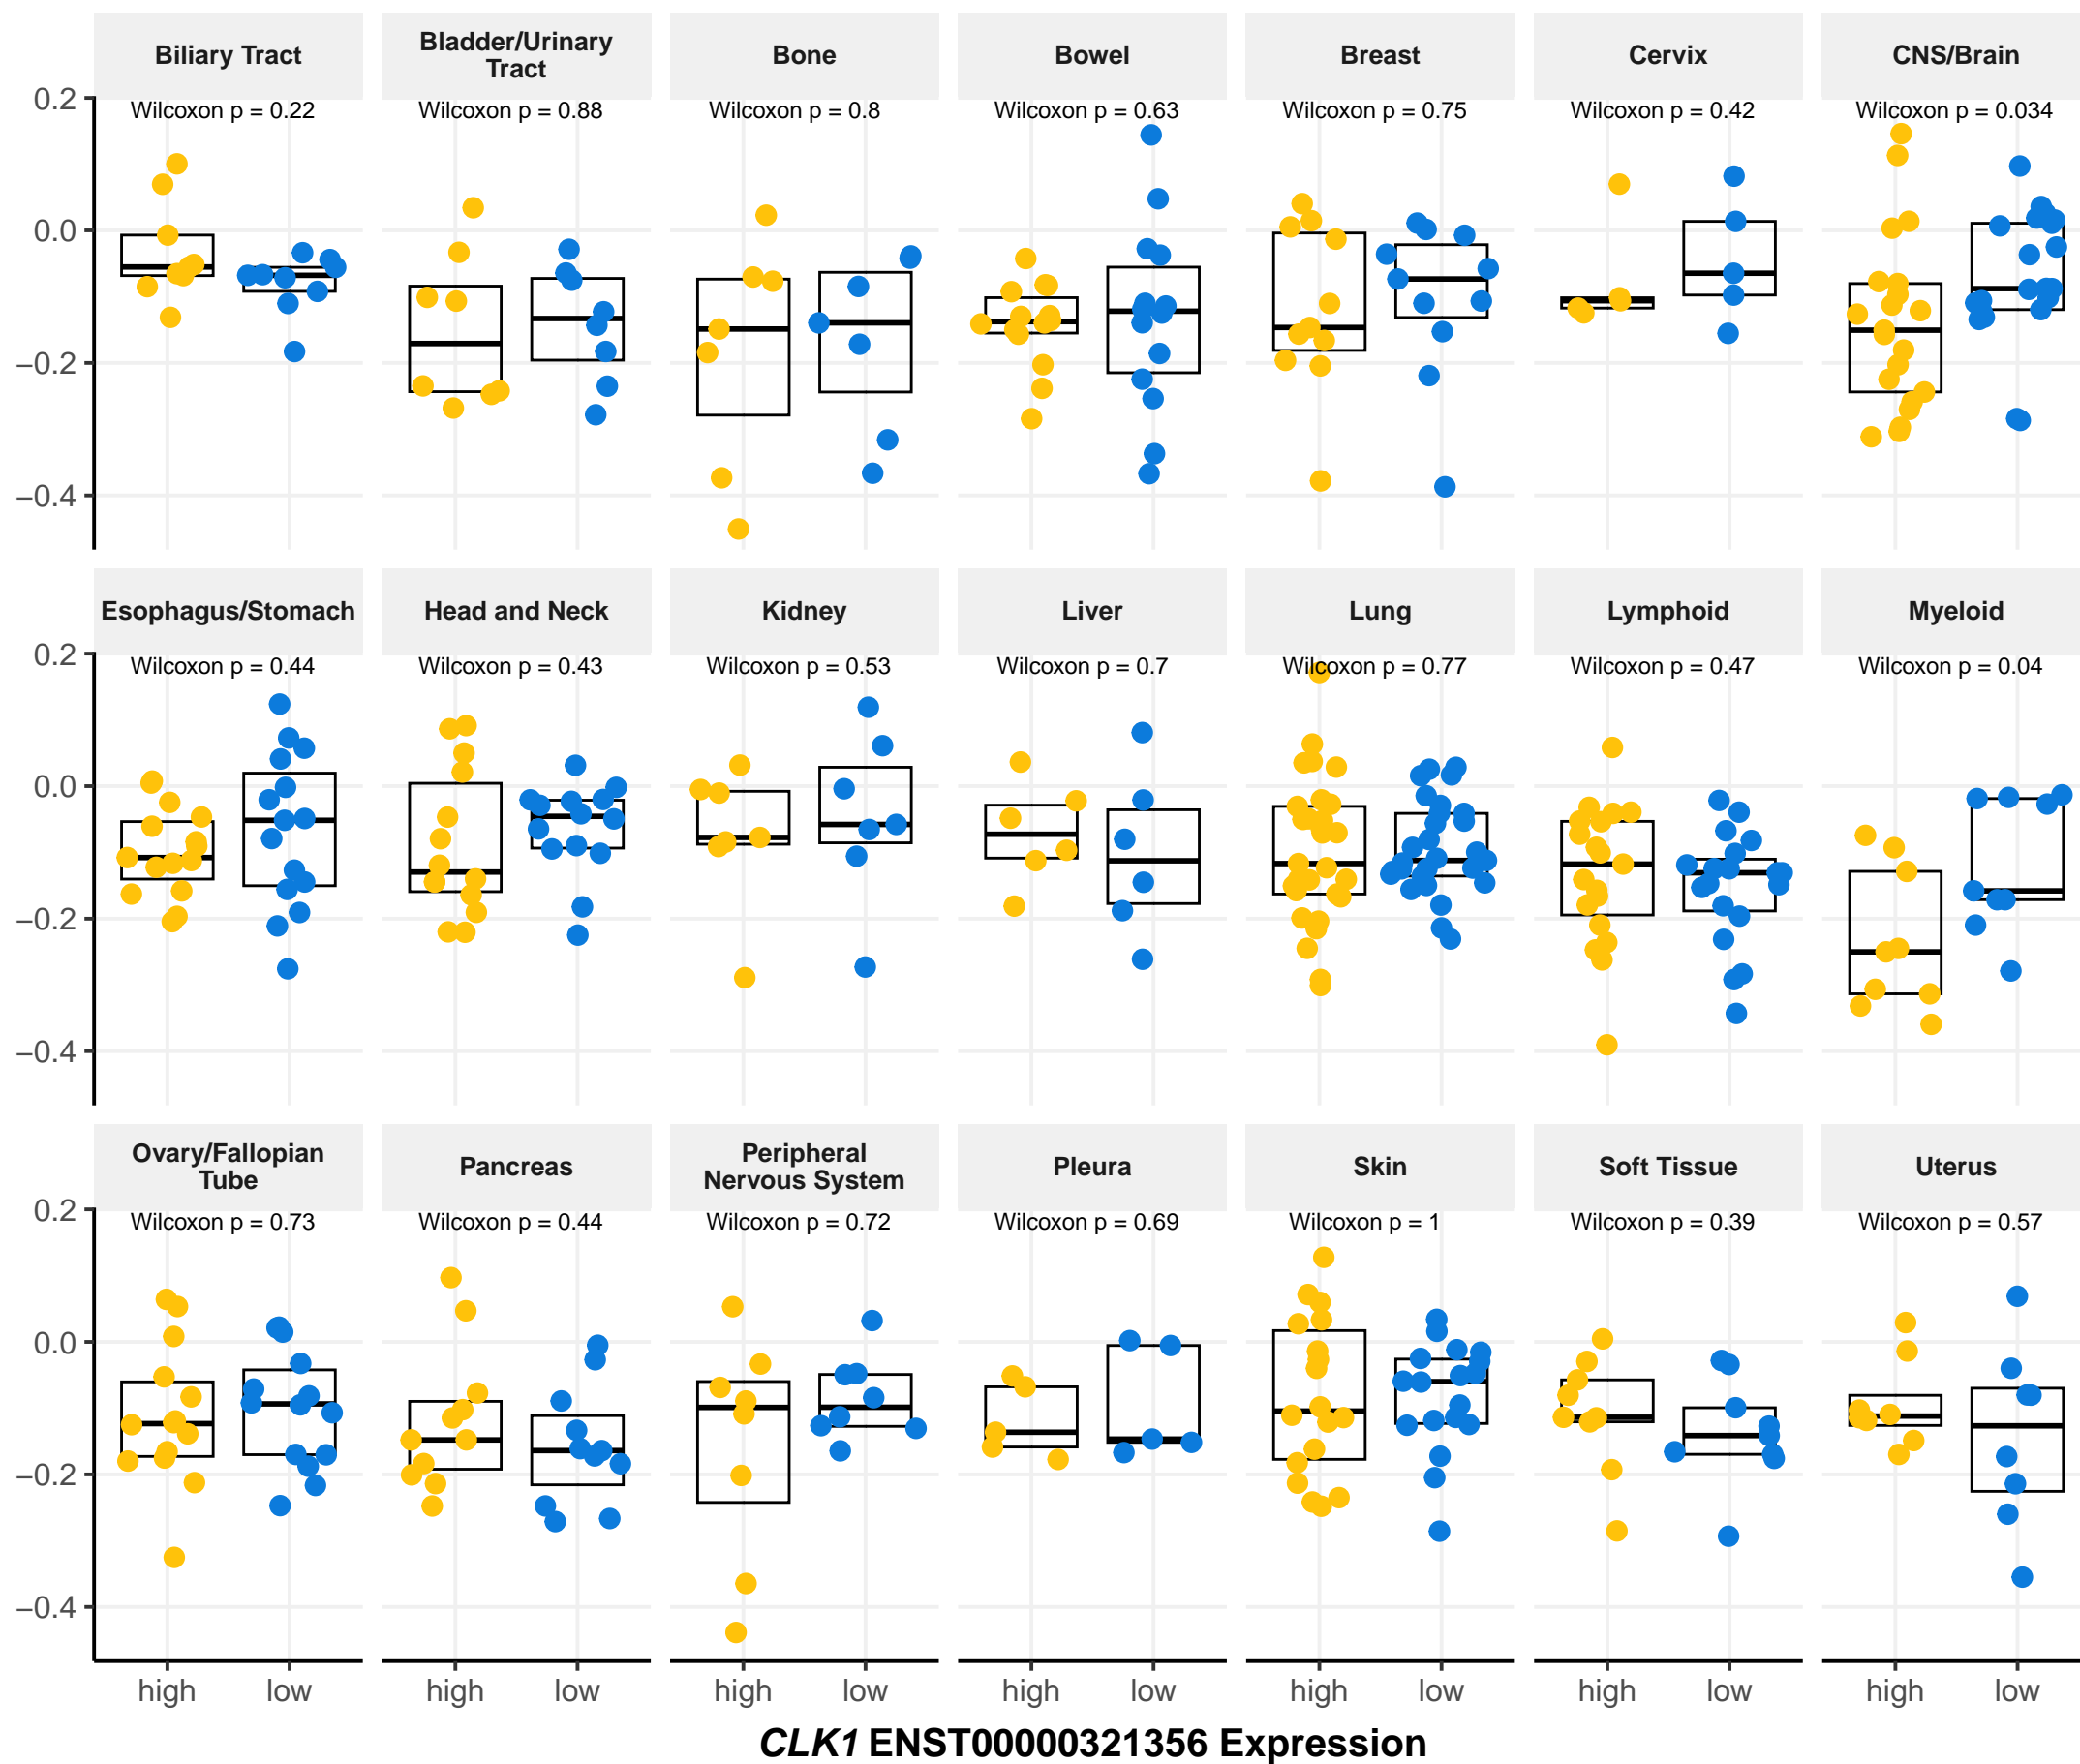 Biliary Tract
Bladder/Urinary
Tract
Bone
Bowel
Breast
Cervix
CNS/Brain
0.2
0.0
−0.2
−0.4
Wilcoxon p = 0.22
Wilcoxon p = 0.88
Wilcoxon p = 0.8
Wilcoxon p = 0.63
Wilcoxon p = 0.75
Wilcoxon p = 0.42
Wilcoxon p = 0.034
Esophagus/Stomach
Head and Neck
Kidney
Liver
Lung
Lymphoid
Myeloid
0.2
0.0
−0.2
−0.4
Wilcoxon p = 0.44
Wilcoxon p = 0.43
Wilcoxon p = 0.53
Wilcoxon p = 0.7
Wilcoxon p = 0.77
Wilcoxon p = 0.47
Wilcoxon p = 0.04
Ovary/Fallopian
Tube
Pancreas
Peripheral
Nervous System
Pleura
Skin
Soft Tissue
Uterus
0.2
0.0
−0.2
−0.4
Wilcoxon p = 0.73
Wilcoxon p = 0.44
Wilcoxon p = 0.72
Wilcoxon p = 0.69
Wilcoxon p = 1
Wilcoxon p = 0.39
Wilcoxon p = 0.57
high low high low high low high low high low high low high low
CLK1 ENST00000321356 Expression